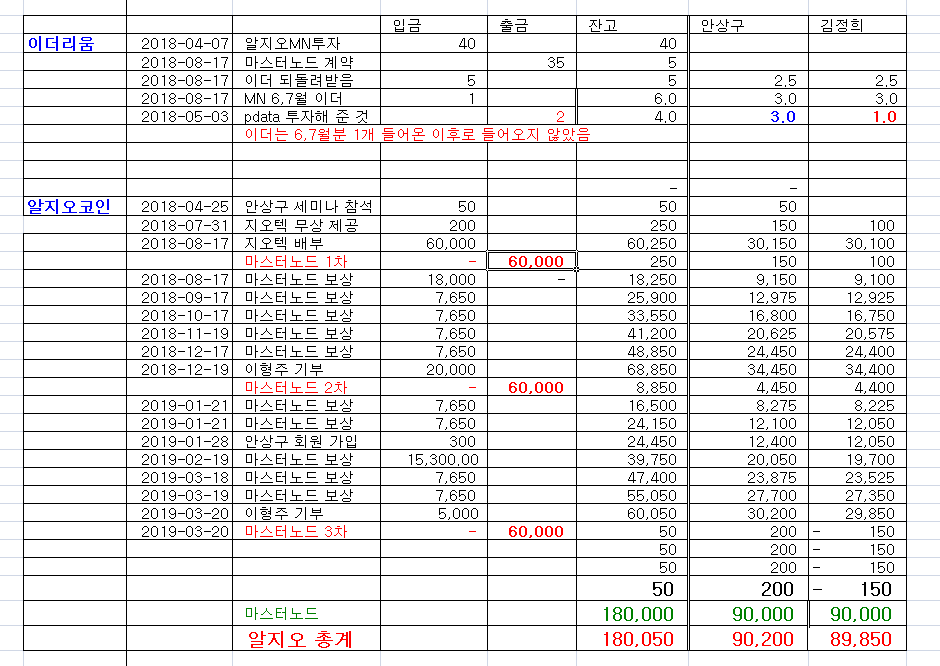 입금 출금 잔고 안상구 김정희
이더리움 2018-04-07 알지오MN투자 40 40
2018-08-17 마스터노드 계약 35 5
2018-08-17 이더 되돌려받음 5 5 2.5 2.5
2018-08-17 MN 6,7월 이더 1 6.0 3.0 3.0
2018-05-03 pdata 투자해 준 것 2 4.0 3.0 1.0
이더는 6,7월분 1개 들어온 이후로 들어오지 않았음
- -
알지오코인 2018-04-25 안상구 세미나 참석 50 50 50
2018-07-31 지오텍 무상 제공 200 250 150 100
2018-08-17 지오텍 배부 60,000 60,250 30,150 30,100
마스터노드 1차 - 60,000 250 150 100
2018-08-17 마스터노드 보상 18,000 - 18,250 9,150 9,100
2018-09-17 마스터노드 보상 7,650 25,900 12,975 12,925
2018-10-17 마스터노드 보상 7,650 33,550 16,800 16,750
2018-11-19 마스터노드 보상 7,650 41,200 20,625 20,575
2018-12-17 마스터노드 보상 7,650 48,850 24,450 24,400
2018-12-19 이형주 기부 20,000 68,850 34,450 34,400
마스터노드 2차 - 60,000 8,850 4,450 4,400
2019-01-21 마스터노드 보상 7,650 16,500 8,275 8,225
2019-01-21 마스터노드 보상 7,650 24,150 12,100 12,050
2019-01-28 안상구 회원 가입 300 24,450 12,400 12,050
2019-02-19 마스터노드 보상 15,300.00 39,750 20,050 19,700
2019-03-18 마스터노드 보상 7,650 47,400 23,875 23,525
2019-03-19 마스터노드 보상 7,650 55,050 27,700 27,350
2019-03-20 이형주 기부 5,000 60,050 30,200 29,850
2019-03-20 마스터노드 3차 - 60,000 50 200 - 150
50 200 - 150
50 200 - 150
50 200 - 150
마스터노드 180,000 90,000 90,000
알지오 총계 180,050 90,200 89,850